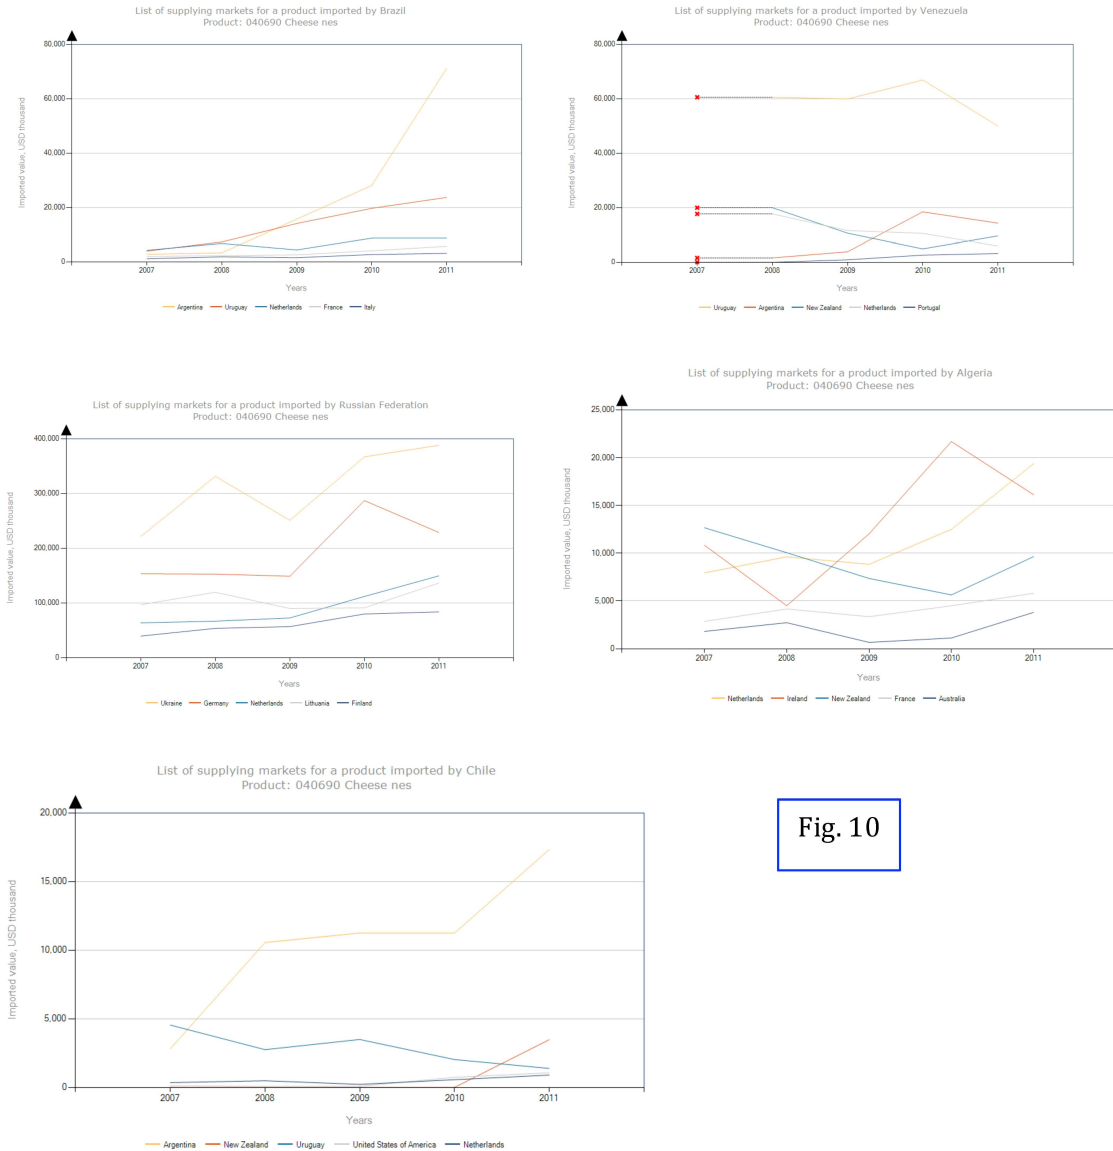 List of supplying markets for a product imported by Brazil
Product: 040690 Cheese nes
80,000
60,000
40,000
20,000
0
Imported value, USD thousand
2007 2008 2009 2010 2011
Years
Argentina Uruguay Netherlands France Italy
List of supplying markets for a product imported by Venezuela
Product: 040690 Cheese nes
80,000
60,000
40,000
20,000
0
Imported value, USD thousand
2007 2008 2009 2010 2011
Years
Uruguay Argentina New Zealand Netherlands Portugal
List of supplying markets for a product imported by Russian Federation
Product: 040690 Cheese nes
400,000
300,000
200,000
100,000
0
Imported value, USD thousand
2007 2008 2009 2010 2011
Years
Ukraine Germany Netherlands Lithuania Finland
List of supplying markets for a product imported by Algeria
Product: 040690 Cheese nes
25,000
20,000
15,000
10,000
5,000
0
Imported value, USD thousand
2007 2008 2009 2010 2011
Years
Netherlands Ireland New Zealand France Australia
List of supplying markets for a product imported by Chile
Product: 040690 Cheese nes
20,000
15,000
10,000
5,000
0
Imported value, USD thousand
2007 2008 2009 2010 2011
Years
Argentina New Zealand Uruguay United States of America Netherlands
Fig. 10